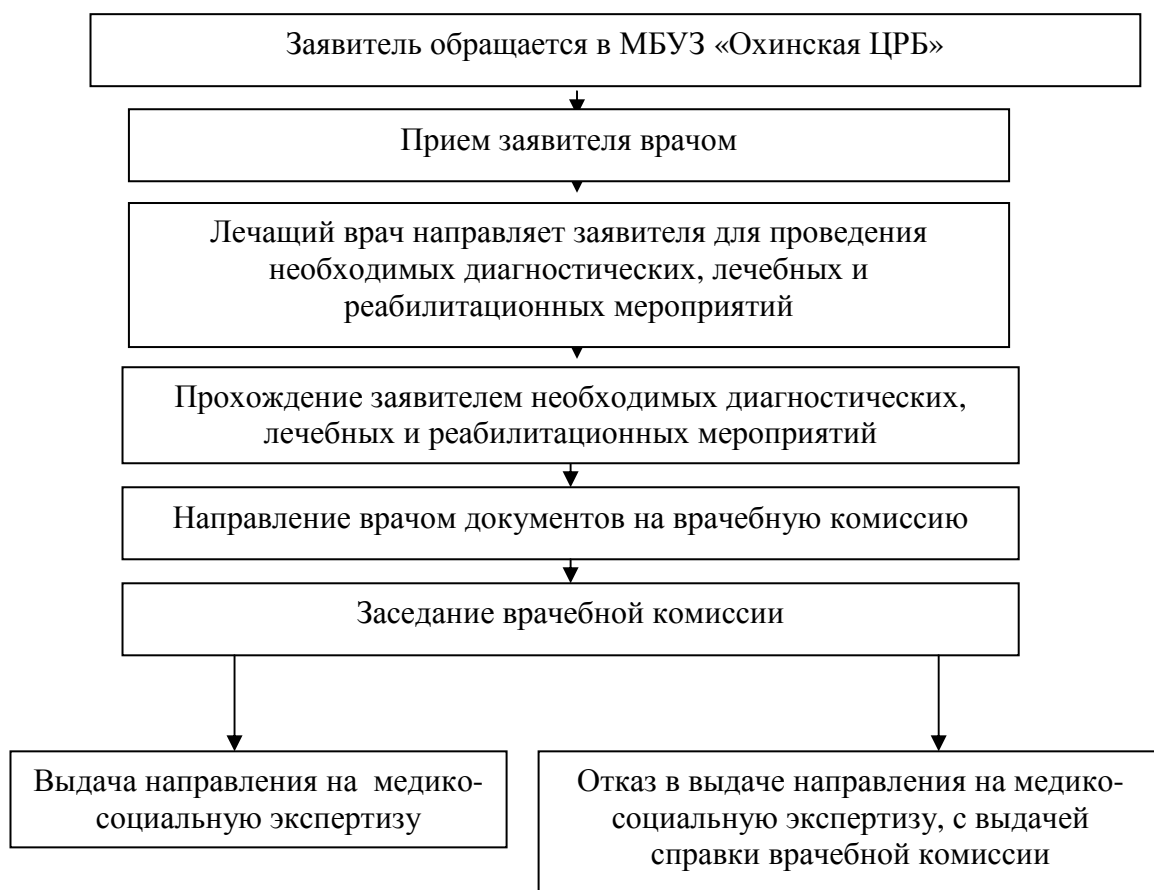 Заявитель обращается в МБУЗ «Охинская ЦРБ»
Прием заявителя врачом
Лечащий врач направляет заявителя для проведения
необходимых диагностических, лечебных и
реабилитационных мероприятий
Прохождение заявителем необходимых диагностических,
лечебных и реабилитационных мероприятий
Направление врачом документов на врачебную комиссию
Заседание врачебной комиссии
Выдача направления на медико-
социальную экспертизу
Отказ в выдаче направления на медико-
социальную экспертизу, с выдачей
справки врачебной комиссии